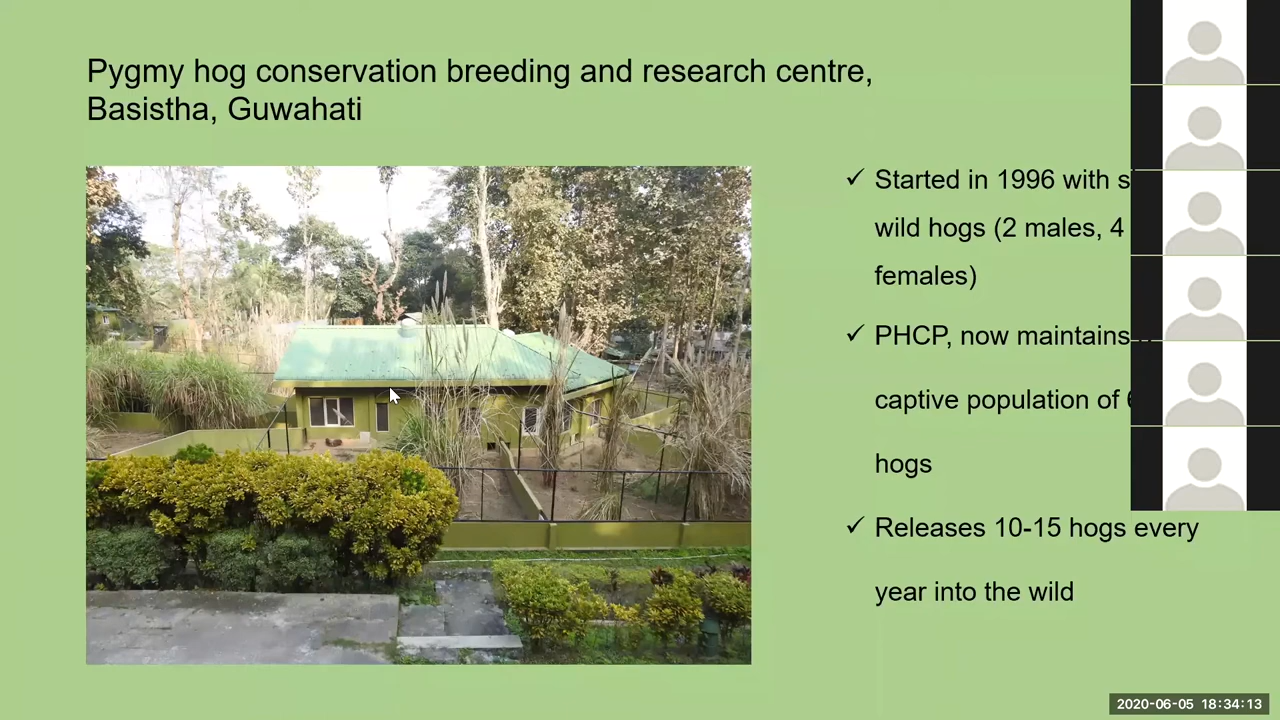 Pygmy hog conservation breeding and research centre,
Basistha, Guwahati
✓ Started in 1996 with
wild hogs (2 males, 4
females)
✓ PHCP, now maintains
captive population of
hogs
✓ Releases 10-15 hogs every
year into the wild
2020-06-05 18:34:13